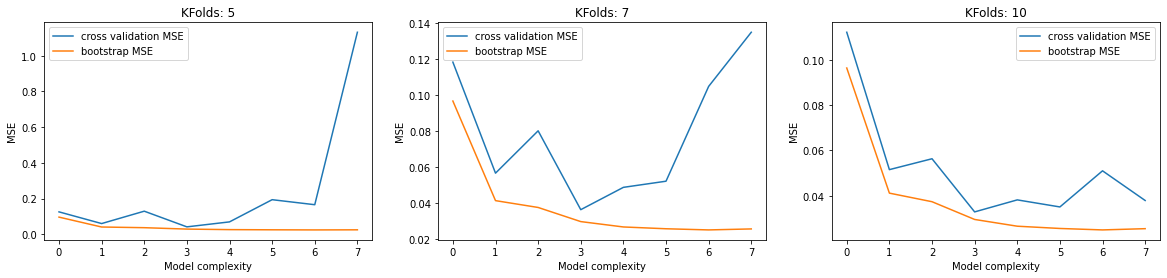 KFolds: 5
cross validation MSE
bootstrap MSE
MSE
1.0
0.8
0.6
0.4
0.2
0.0
0 1 2 3 4 5 6 7
Model complexity
KFolds: 7
cross validation MSE
bootstrap MSE
MSE
0.14
0.12
0.10
0.08
0.06
0.04
0.02
0 1 2 3 4 5 6 7
Model complexity
KFolds: 10
cross validation MSE
bootstrap MSE
MSE
0.10
0.08
0.06
0.04
0 1 2 3 4 5 6 7
Model complexity